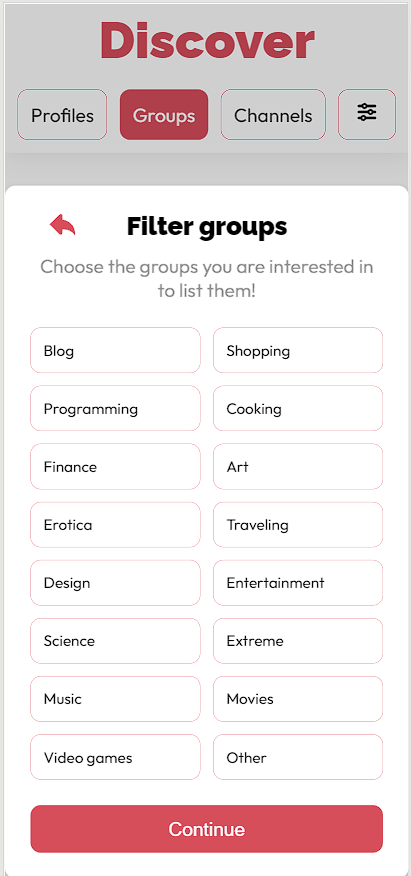 Discover
Profiles Groups Channels
Filter groups
Choose the groups you are interested in
to list them!
Blog Shopping
Programming Cooking
Finance Art
Erotica Traveling
Design Entertainment
Science Extreme
Music Movies
Video games Other
Continue